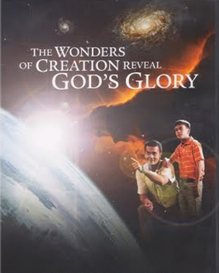 THE WONDERS
OF CREATION REVEAL
GOD'S GLORY